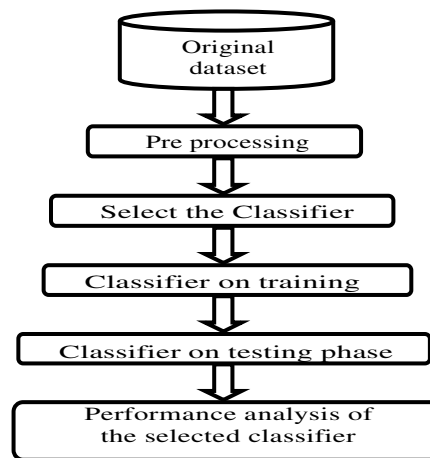 Original
dataset
Pre processing
Select the Classifier
Classifier on training
Classifier on testing phase
Performance analysis of
the selected classifier